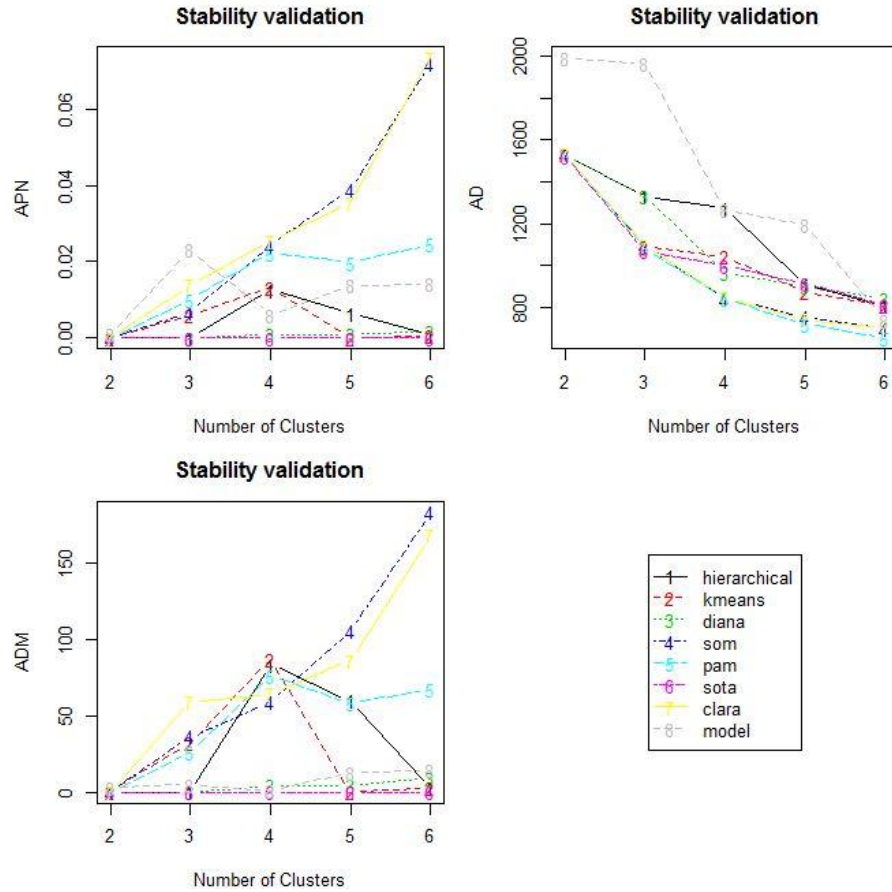 Stability validation
APN
0.00 0.02 0.04 0.06
2 3 4 5 6
Number of Clusters
Stability validation
AD
800 1200 1600 2000
2 3 4 5 6
Number of Clusters
Stability validation
ADM
0 50 100 150
2 3 4 5 6
Number of Clusters
1 hierarchical
2 kmeans
3 diana
4 som
5 pam
6 sota
7 clara
8 model